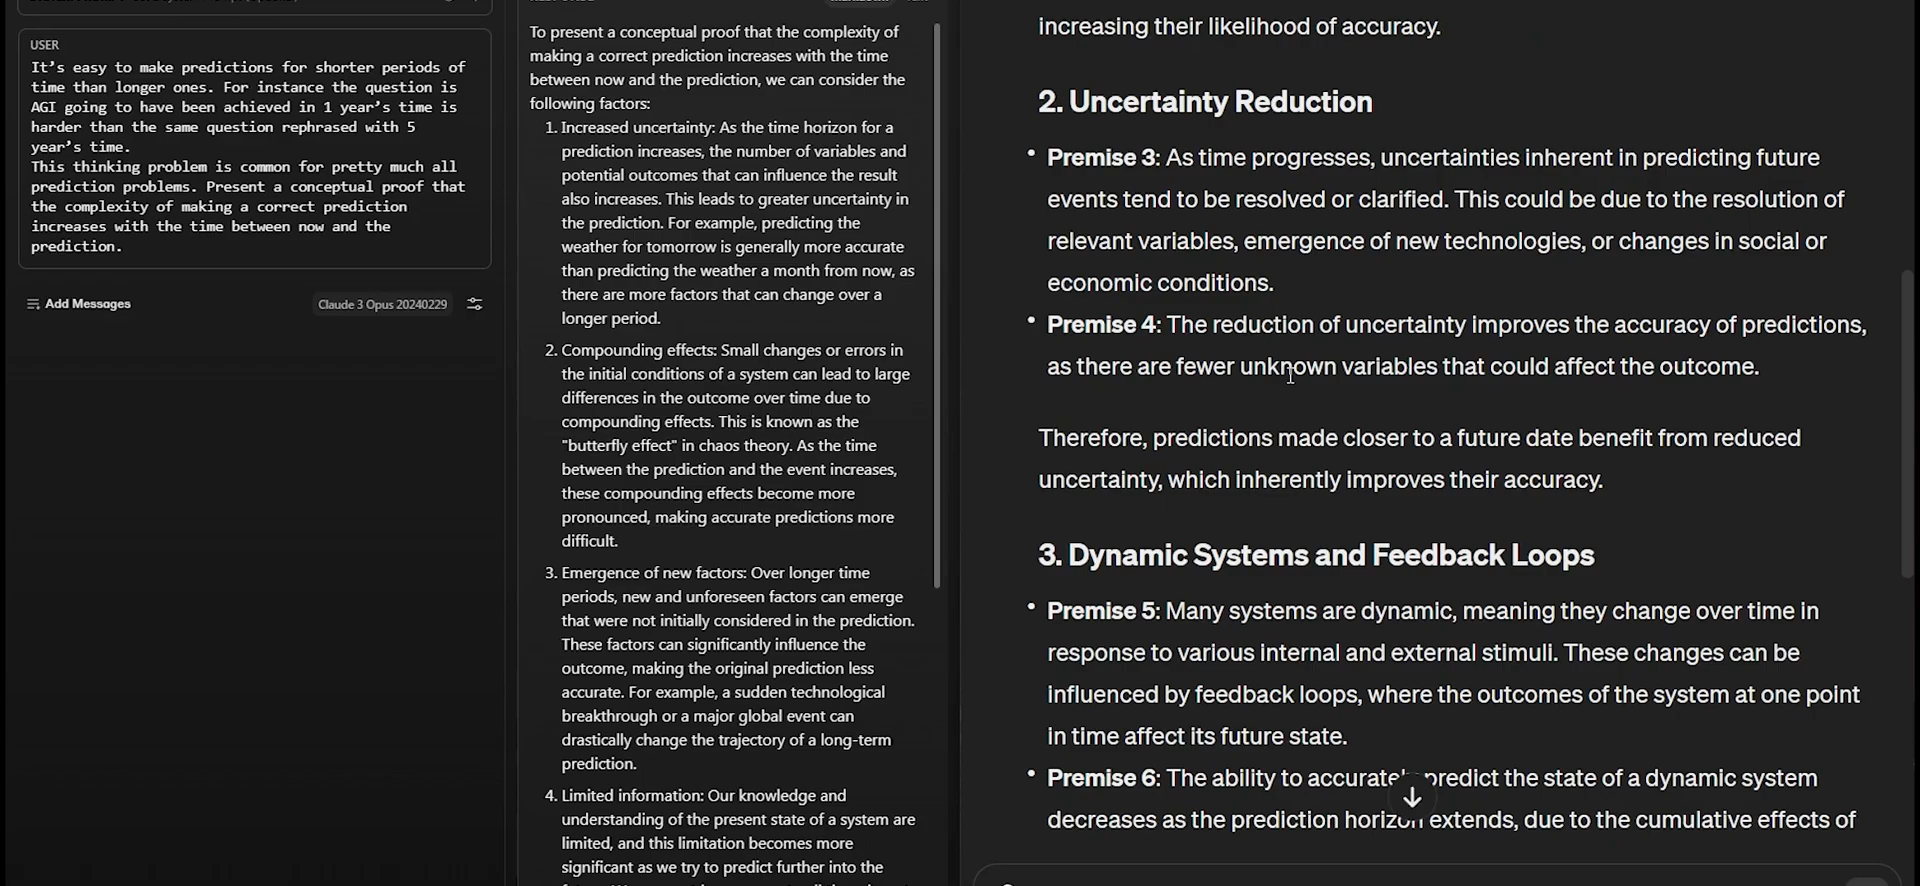 USER
It's easy to make predictions for shorter periods of
time than longer ones. For instance the question is
AGI going to have been achieved in 1 year's time is
harder than the same question rephrased with 5
year's time.
This thinking problem is common for pretty much all
prediction problems. Present a conceptual proof that
the complexity of making a correct prediction
increases with the time between now and the
prediction.
Add Messages
Claude 3 Opus 20240229
To present a conceptual proof that the complexity of
making a correct prediction increases with the time
between now and the prediction, we can consider the
following factors:
1. Increased uncertainty: As the time horizon for a
prediction increases, the number of variables and
potential outcomes that can influence the result
also increases. This leads to greater uncertainty in
the prediction. For example, predicting the
weather for tomorrow is generally more accurate
than predicting the weather a month from now, as
there are more factors that can change over a
longer period.
2. Compounding effects: Small changes or errors in
the initial conditions of a system can lead to large
differences in the outcome over time due to
compounding effects. This is known as the
"butterfly effect" in chaos theory. As the time
between the prediction and the event increases,
these compounding effects become more
pronounced, making accurate predictions more
difficult.
3. Emergence of new factors: Over longer time
periods, new and unforeseen factors can emerge
that were not initially considered in the prediction.
These factors can significantly influence the
outcome, making the original prediction less
accurate. For example, a sudden technological
breakthrough or a major global event can
drastically change the trajectory of a long-term
prediction.
4. Limited information: Our knowledge and
understanding of the present state of a system are
limited, and this limitation becomes more
significant as we try to predict further into the
increasing their likelihood of accuracy.
2. Uncertainty Reduction
• Premise 3: As time progresses, uncertainties inherent in predicting future
events tend to be resolved or clarified. This could be due to the resolution of
relevant variables, emergence of new technologies, or changes in social or
economic conditions.
• Premise 4: The reduction of uncertainty improves the accuracy of predictions,
as there are fewer unknown variables that could affect the outcome.
Therefore, predictions made closer to a future date benefit from reduced
uncertainty, which inherently improves their accuracy.
3. Dynamic Systems and Feedback Loops
• Premise 5: Many systems are dynamic, meaning they change over time in
response to various internal and external stimuli. These changes can be
influenced by feedback loops, where the outcomes of the system at one point
in time affect its future state.
• Premise 6: The ability to accurately predict the state of a dynamic system
decreases as the prediction horizon extends, due to the cumulative effects of